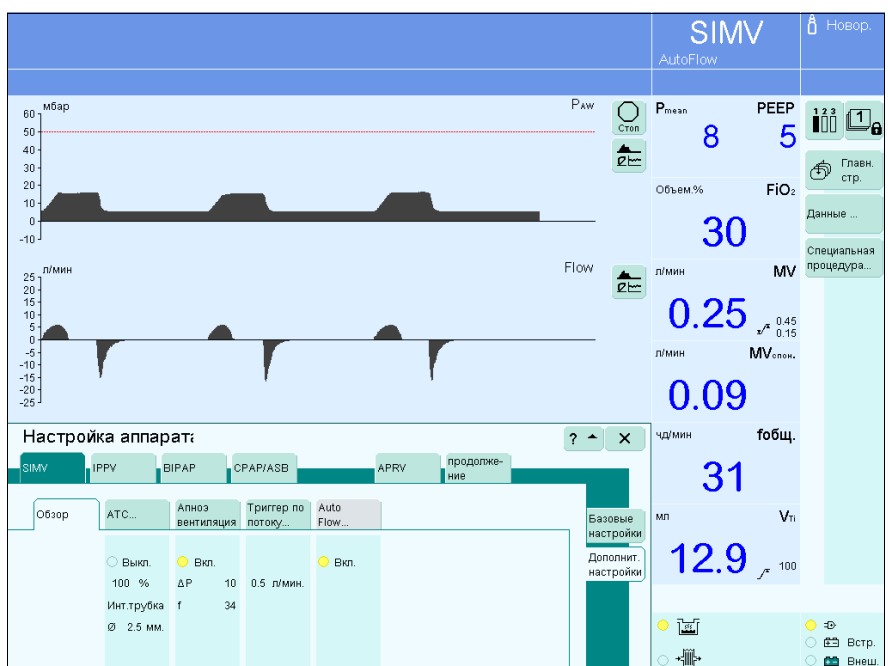 SIMV
AutoFlow
Новор.
60 мбар
50
40
30
20
10
0
-10
Paw
Стоп
25 л/мин
20
15
10
5
0
-5
-10
-15
-20
-25
Flow
Pmean PEEP
8 5
Объем.% FiO2
30
л/мин MV
0.25 0.45
0.15
л/мин MVспон.
0.09
чд/мин fобщ.
31
мл VTi
12.9 100
1 2 3 1
Главн.
стр.
Данные ...
Специальная
процедура...
Настройка аппарата
? ×
SIMV IPPV BIPAP CPAP/ASB APRV продолже-
ние
Обзор ATC... Апноэ
вентиляция Триггер по
потоку... Auto
Flow...
Базовые
настройки
Дополнит.
настройки
Выкл. Вкл. Вкл.
100 % ΔP 10 0.5 л/мин.
Инт.трубка f 34
Ø 2.5 мм.
Встр.
Внеш.